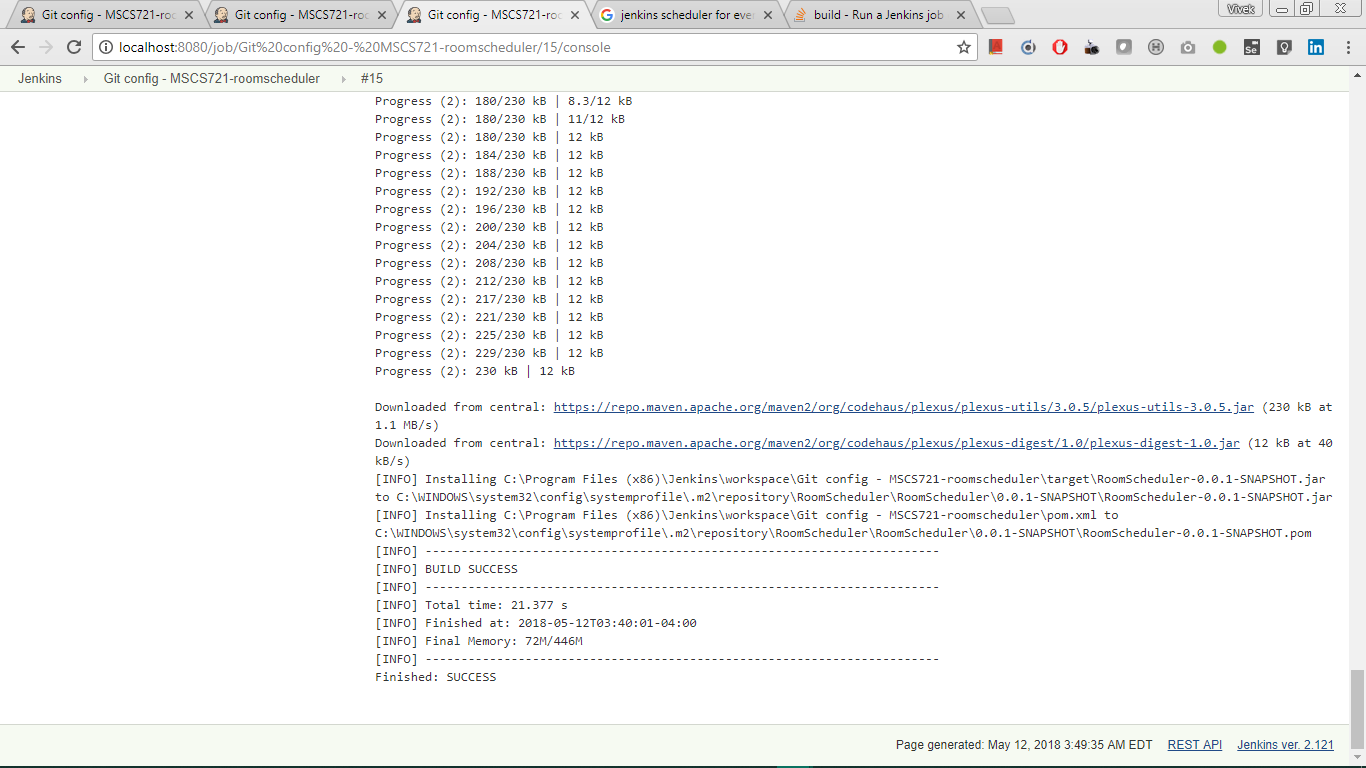 Git config - MSCS721-roo
Git config - MSCS721-roo
Git config - MSCS721-roo
jenkins scheduler for eve
build - Run a Jenkins job
Vivek
localhost:8080/job/Git%20config%20-%20MSCS721-roomscheduler/15/console
Jenkins
Git config - MSCS721-roomscheduler
#15
Progress (2): 180/230 kB | 8.3/12 kB
Progress (2): 180/230 kB | 11/12 kB
Progress (2): 180/230 kB | 12 kB
Progress (2): 184/230 kB | 12 kB
Progress (2): 188/230 kB | 12 kB
Progress (2): 192/230 kB | 12 kB
Progress (2): 196/230 kB | 12 kB
Progress (2): 200/230 kB | 12 kB
Progress (2): 204/230 kB | 12 kB
Progress (2): 208/230 kB | 12 kB
Progress (2): 212/230 kB | 12 kB
Progress (2): 217/230 kB | 12 kB
Progress (2): 221/230 kB | 12 kB
Progress (2): 225/230 kB | 12 kB
Progress (2): 229/230 kB | 12 kB
Progress (2): 230 kB | 12 kB
Downloaded from central: https://repo.maven.apache.org/maven2/org/codehaus/plexus/plexus-utils/3.0.5/plexus-utils-3.0.5.jar (230 kB at
1.1 MB/s)
Downloaded from central: https://repo.maven.apache.org/maven2/org/codehaus/plexus/plexus-digest/1.0/plexus-digest-1.0.jar (12 kB at 40
kB/s)
[INFO] Installing C:\Program Files (x86)\Jenkins\workspace\Git config - MSCS721-roomscheduler\target\RoomScheduler-0.0.1-SNAPSHOT.jar
to C:\WINDOWS\system32\config\systemprofile\.m2\repository\RoomScheduler\RoomScheduler\0.0.1-SNAPSHOT\RoomScheduler-0.0.1-SNAPSHOT.jar
[INFO] Installing C:\Program Files (x86)\Jenkins\workspace\Git config - MSCS721-roomscheduler\pom.xml to
C:\WINDOWS\system32\config\systemprofile\.m2\repository\RoomScheduler\RoomScheduler\0.0.1-SNAPSHOT\RoomScheduler-0.0.1-SNAPSHOT.pom
[INFO] ------------------------------------------------------------------------
[INFO] BUILD SUCCESS
[INFO] ------------------------------------------------------------------------
[INFO] Total time: 21.377 s
[INFO] Finished at: 2018-05-12T03:40:01-04:00
[INFO] Final Memory: 72M/446M
[INFO] ------------------------------------------------------------------------
Finished: SUCCESS
Page generated: May 12, 2018 3:49:35 AM EDT
REST API
Jenkins ver. 2.121